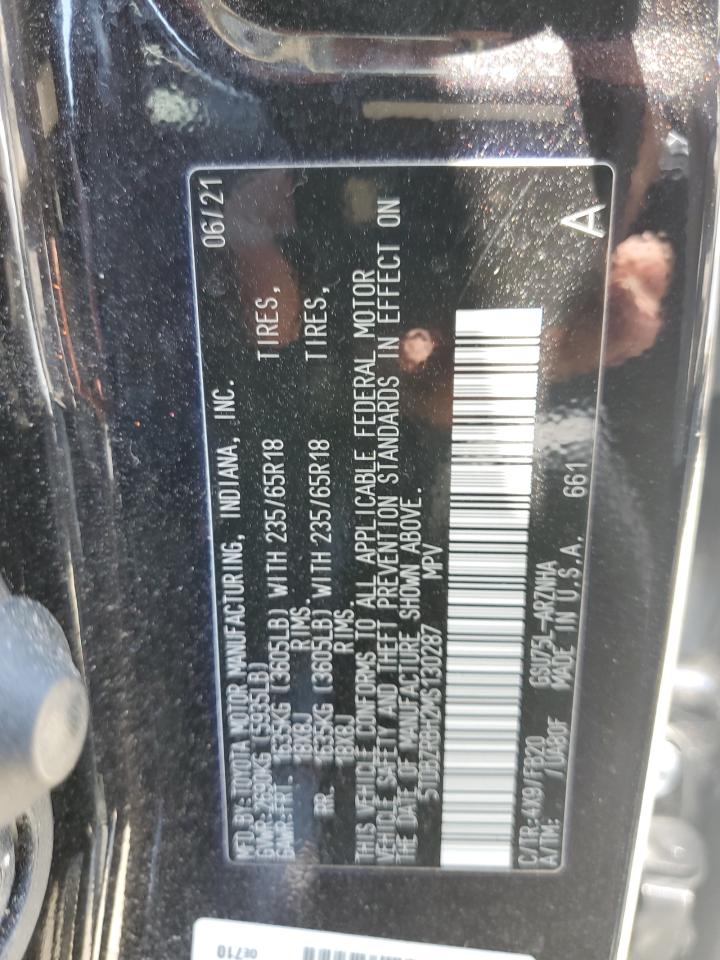 MFD. BY: TOYOTA MOTOR MANUFACTURING, INDIANA, INC. 06/21
GVWR: 2690KG (5935LB)
GAWR: FRT. 1635KG (3605LB) WITH 235/65R18 TIRES,
18X8J RIMS.
RR. 1635KG (3605LB) WITH 235/65R18 TIRES,
18X8J RIMS.
THIS VEHICLE CONFORMS TO ALL APPLICABLE FEDERAL MOTOR
VEHICLE SAFETY AND THEFT PREVENTION STANDARDS IN EFFECT ON
THE DATE OF MANUFACTURE SHOWN ABOVE.
MPV
C/TR: 4X9/FB20 GSU75L-ARZNHA
A/TM: /UA80F MADE IN U.S.A. 661 A
0E710